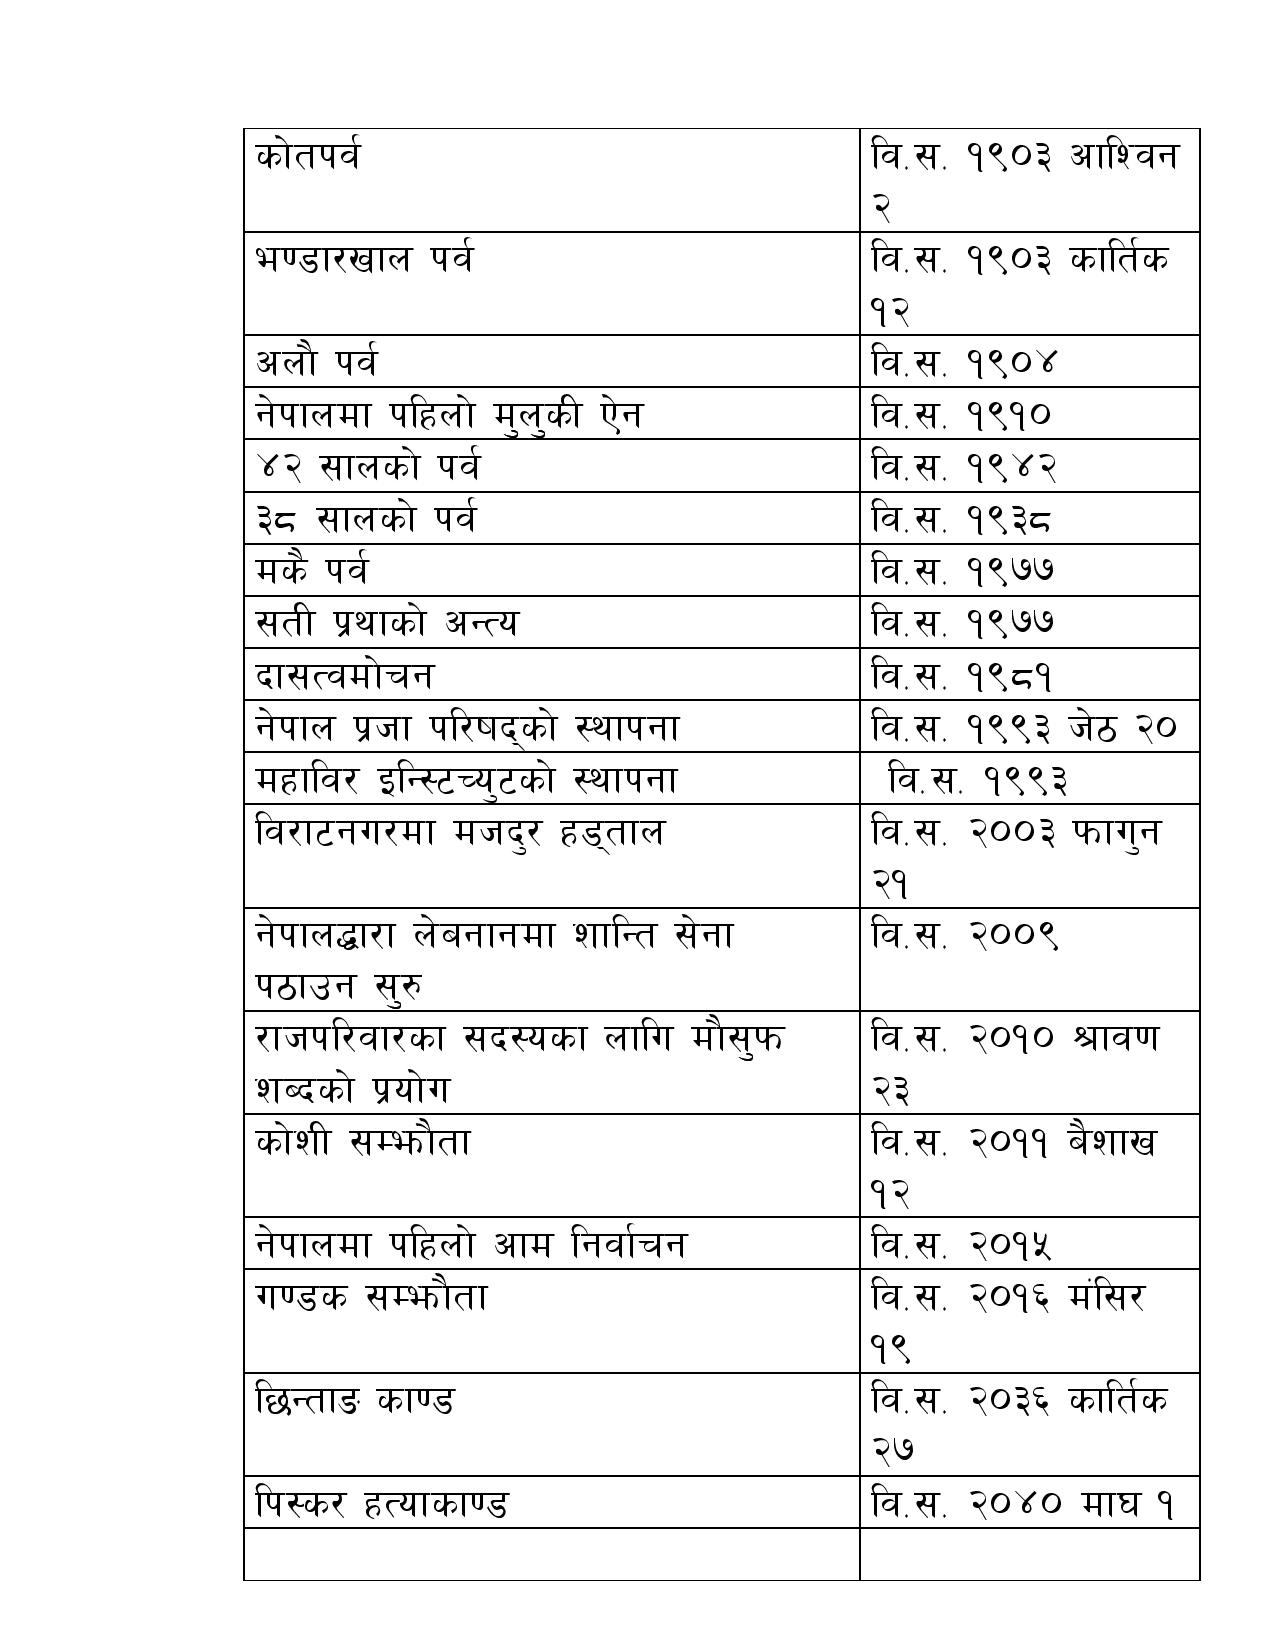 कोतपर्व वि.स. १९०३ आश्विन
२
भण्डारखाल पर्व वि.स. १९०३ कार्तिक
१२
अलौ पर्व वि.स. १९०४
नेपालमा पहिलो मुलुकी ऐन वि.स. १९१०
४२ सालको पर्व वि.स. १९४२
३८ सालको पर्व वि.स. १९३८
मकै पर्व वि.स. १९७७
सती प्रथाको अन्त्य वि.स. १९७७
दासत्वमोचन वि.स. १९८१
नेपाल प्रजा परिषद्को स्थापना वि.स. १९९३ जेठ २०
महाविर इन्स्टिच्युटको स्थापना वि.स. १९९३
विराटनगरमा मजदुर हड्ताल वि.स. २००३ फागुन
२१
नेपालद्धारा लेबनानमा शान्ति सेना वि.स. २००९
पठाउन सुरु
राजपरिवारका सदस्यका लागि मौसुफ वि.स. २०१० श्रावण
शब्दको प्रयोग २३
कोशी सम्झौता वि.स. २०११ बैशाख
१२
नेपालमा पहिलो आम निर्वाचन वि.स. २०१५
गण्डक सम्झौता वि.स. २०१६ मंसिर
१९
छिन्ताङ काण्ड वि.स. २०३६ कार्तिक
२७
पिस्कर हत्याकाण्ड वि.स. २०४० माघ १